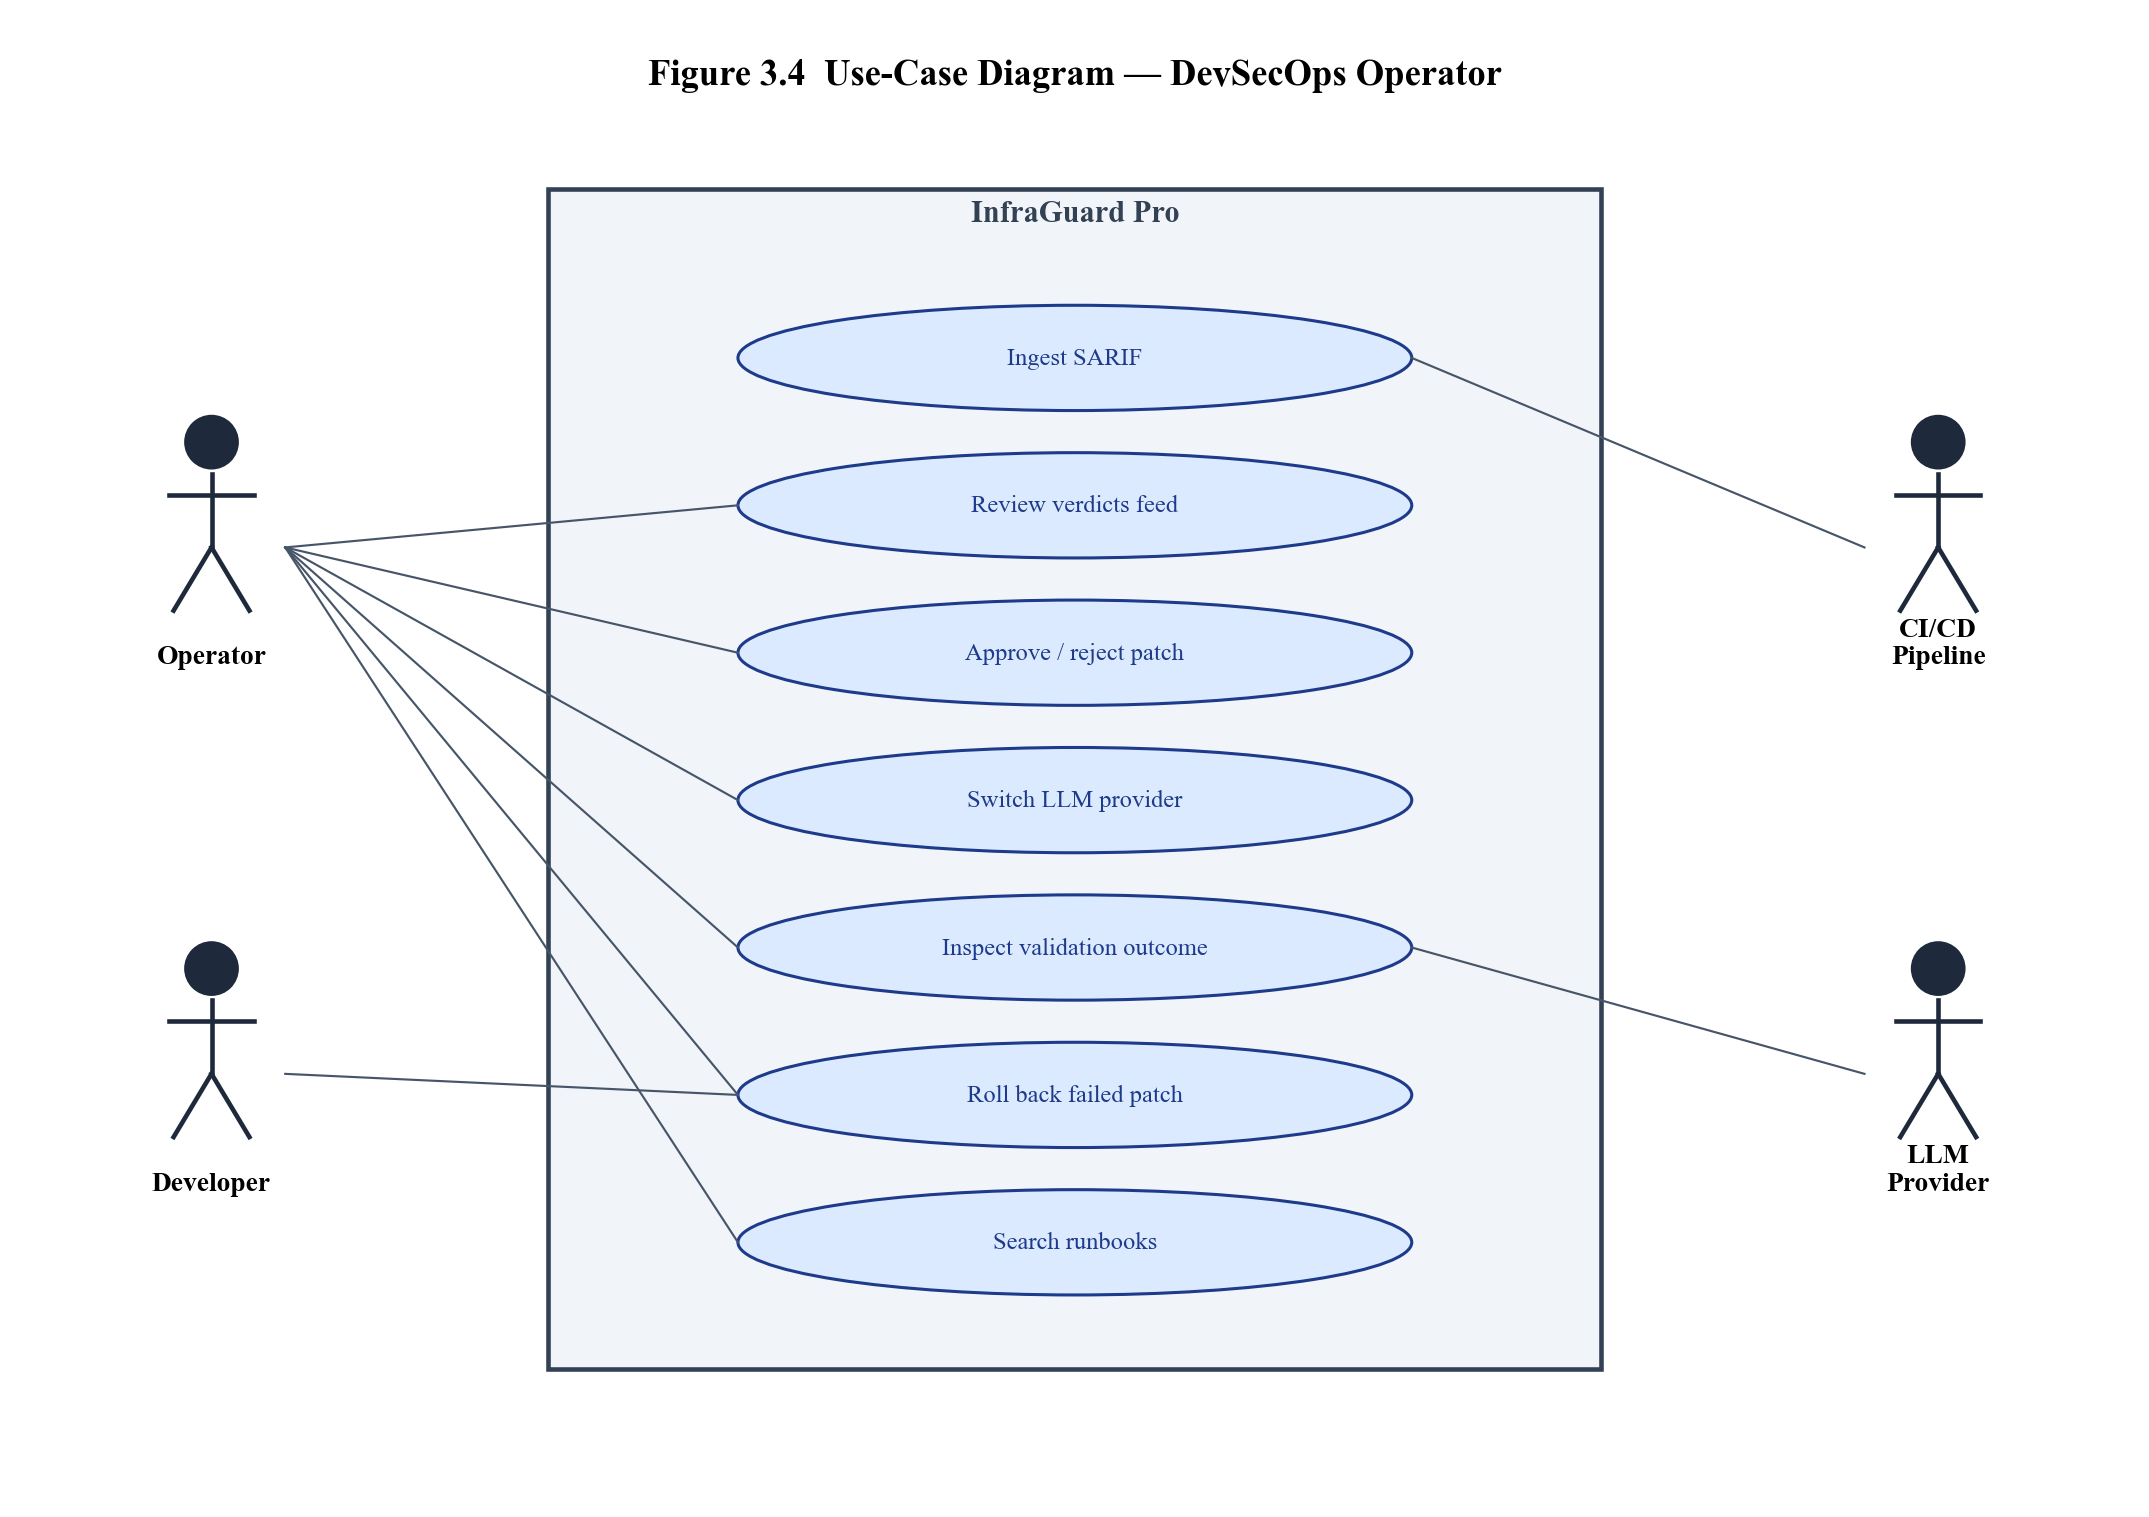 Figure 3.4  Use-Case Diagram — DevSecOps Operator
InfraGuard Pro
Ingest SARIF
Review verdicts feed
Approve / reject patch
Switch LLM provider
Inspect validation outcome
Roll back failed patch
Search runbooks
Operator
Developer
CI/CD
Pipeline
LLM
Provider